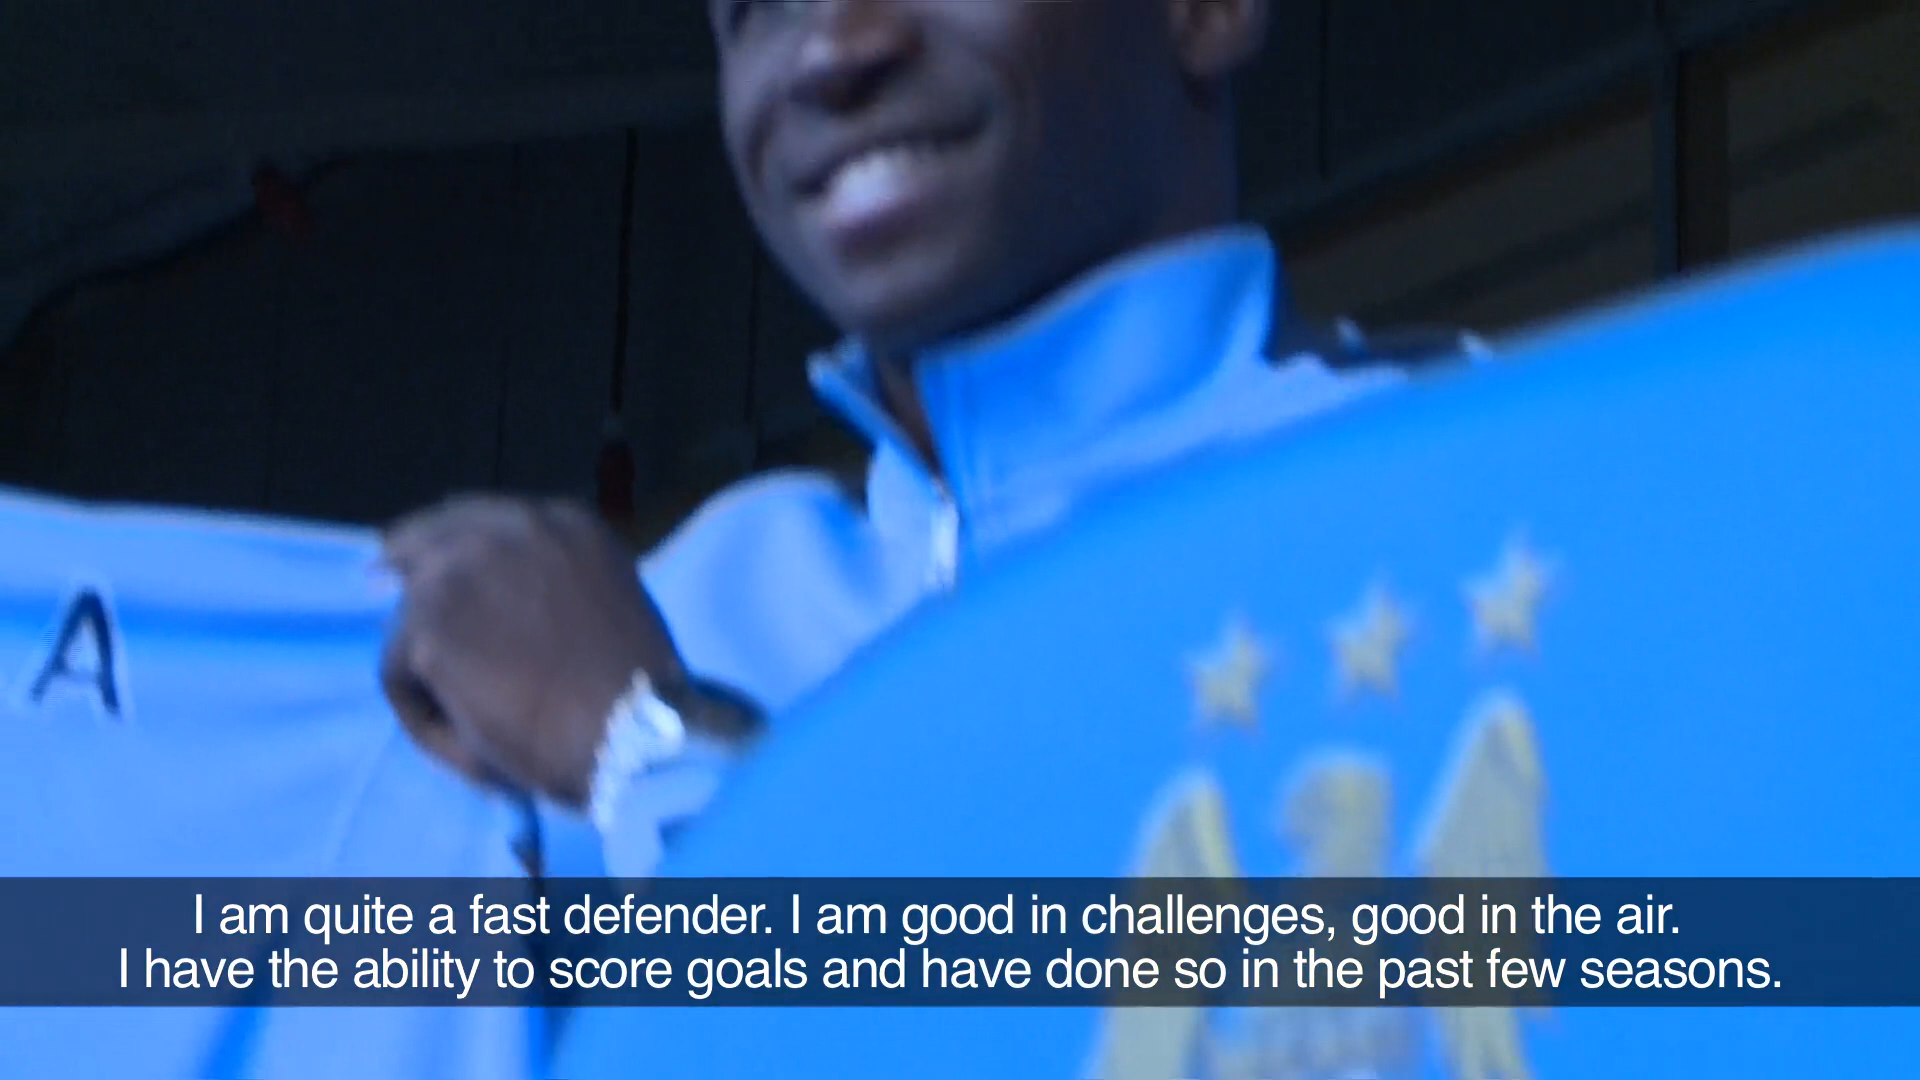 A
I am quite a fast defender. I am good in challenges, good in the air.
I have the ability to score goals and have done so in the past few seasons.